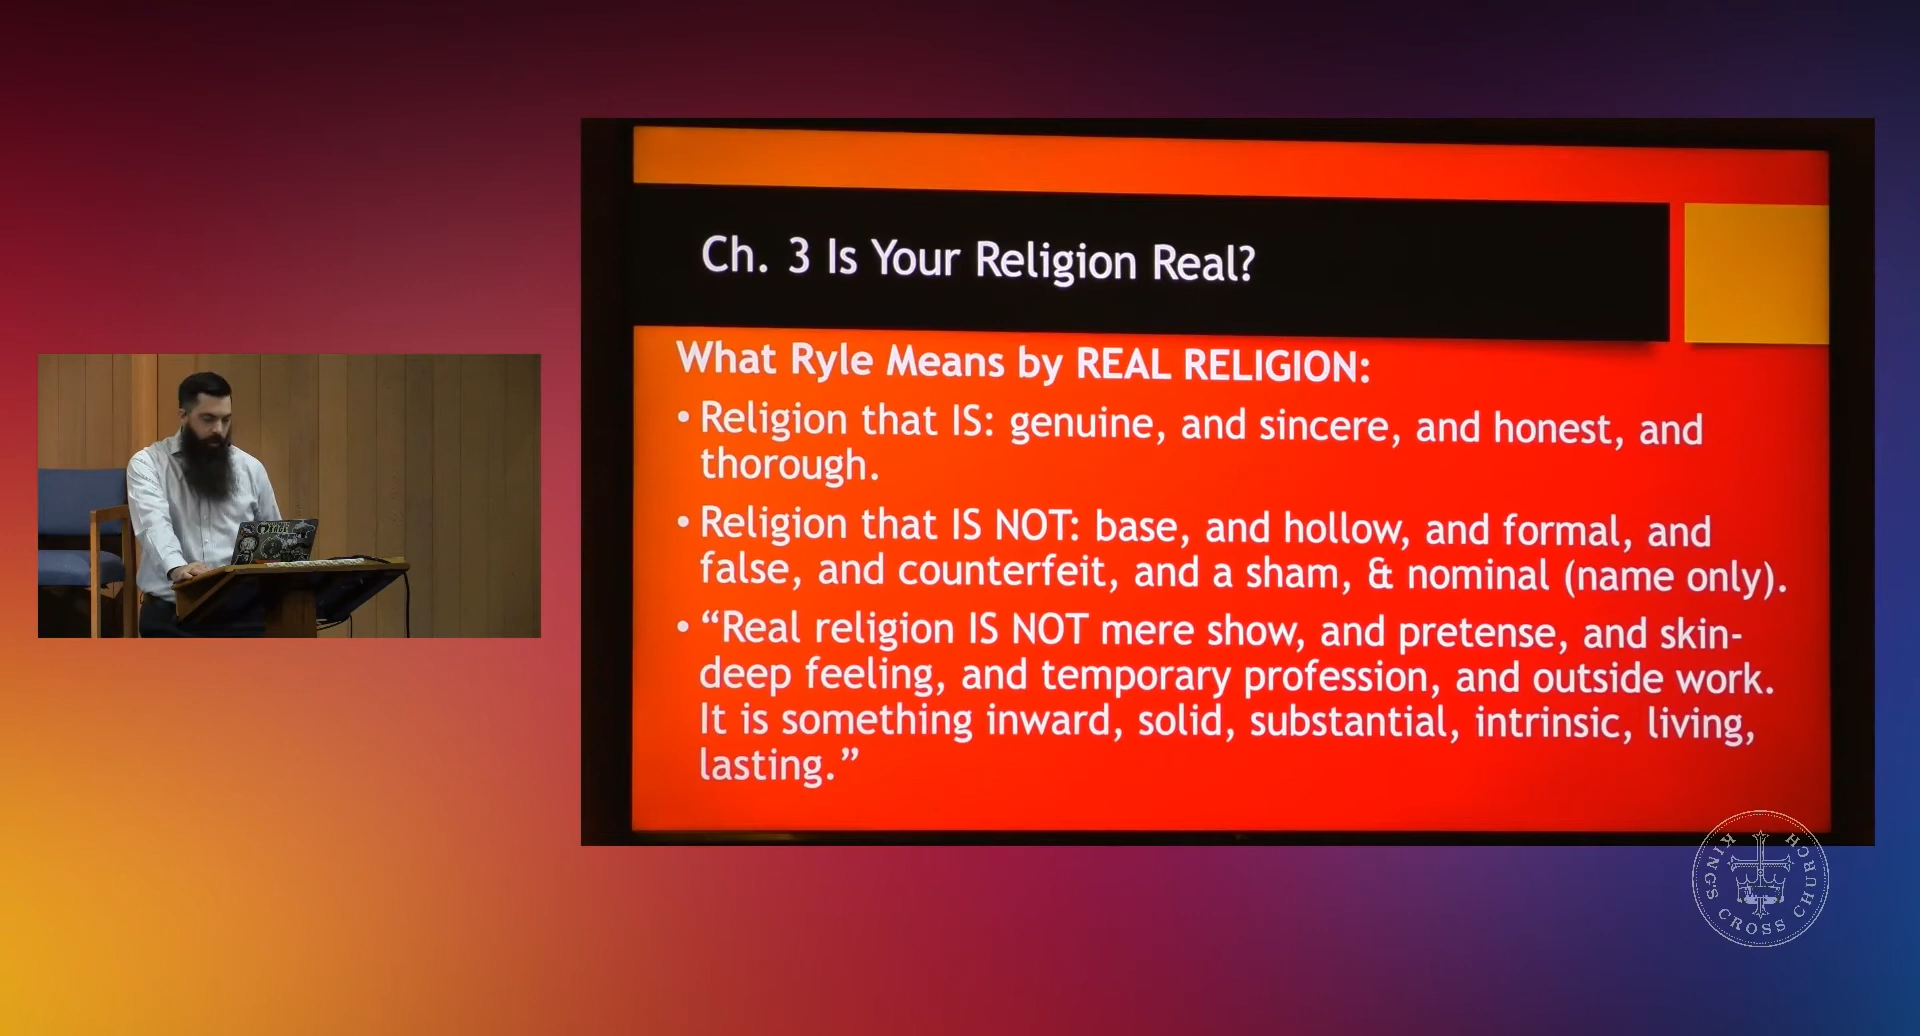 Ch. 3 Is Your Religion Real?
What Ryle Means by REAL RELIGION:
• Religion that IS: genuine, and sincere, and honest, and
thorough.
• Religion that IS NOT: base, and hollow, and formal, and
false, and counterfeit, and a sham, & nominal (name only).
• “Real religion IS NOT mere show, and pretense, and skin-
deep feeling, and temporary profession, and outside work.
It is something inward, solid, substantial, intrinsic, living,
lasting.”
KING'S CROSS CHURCH